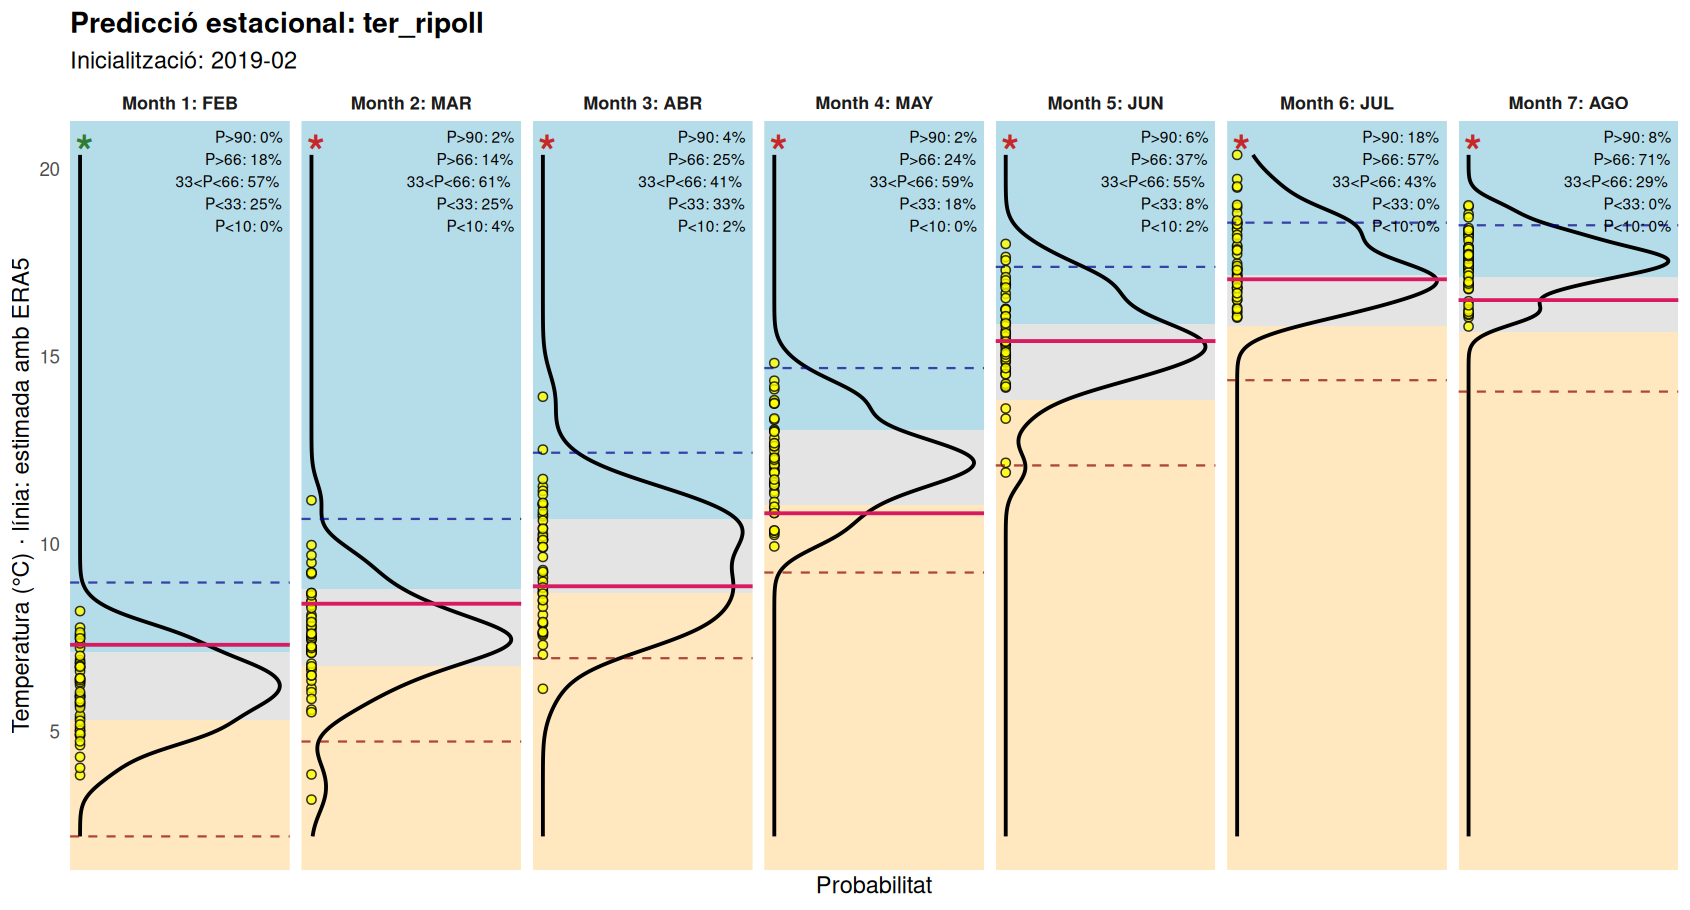 Predicció estacional: ter_ripoll
Inicialització: 2019-02
Month 1: FEB
Month 2: MAR
Month 3: ABR
Month 4: MAY
Month 5: JUN
Month 6: JUL
Month 7: AGO
*
P>90: 0%
P>66: 18%
33<P<66: 57%
P<33: 25%
P<10: 0%
*
P>90: 2%
P>66: 14%
33<P<66: 61%
P<33: 25%
P<10: 4%
*
P>90: 4%
P>66: 25%
33<P<66: 41%
P<33: 33%
P<10: 2%
*
P>90: 2%
P>66: 24%
33<P<66: 59%
P<33: 18%
P<10: 0%
*
P>90: 6%
P>66: 37%
33<P<66: 55%
P<33: 8%
P<10: 2%
*
P>90: 18%
P>66: 57%
33<P<66: 43%
P<33: 0%
P<10: 0%
*
P>90: 8%
P>66: 71%
33<P<66: 29%
P<33: 0%
P<10: 0%
20
15
10
5
Temperatura (°C) · línia: estimada amb ERA5
Probabilitat